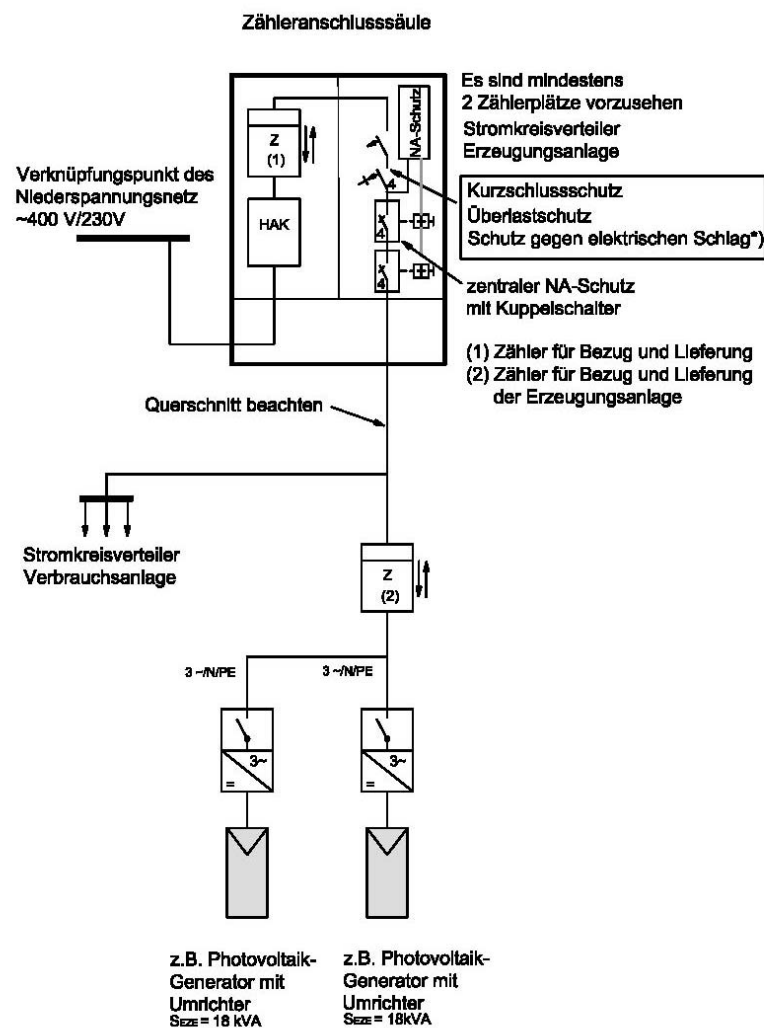 Zähleranschlusssäule
Es sind mindestens
2 Zählerplätze vorzusehen
Stromkreisverteiler
Erzeugungsanlage
Z
(1)
NA-Schutz
Verknüpfungspunkt des
Niederspannungsnetz
~400 V/230V
HAK
4
4
4
Kurzschlussschutz
Überlastschutz
Schutz gegen elektrischen Schlag*)
zentraler NA-Schutz
mit Kuppelschalter
(1) Zähler für Bezug und Lieferung
(2) Zähler für Bezug und Lieferung
der Erzeugungsanlage
Querschnitt beachten
Stromkreisverteiler
Verbrauchsanlage
Z
(2)
3 ~/N/PE
3 ~/N/PE
3~
=
3~
=
z.B. Photovoltaik-
Generator mit
Umrichter
SEZE = 18 kVA
z.B. Photovoltaik-
Generator mit
Umrichter
SEZE = 18kVA